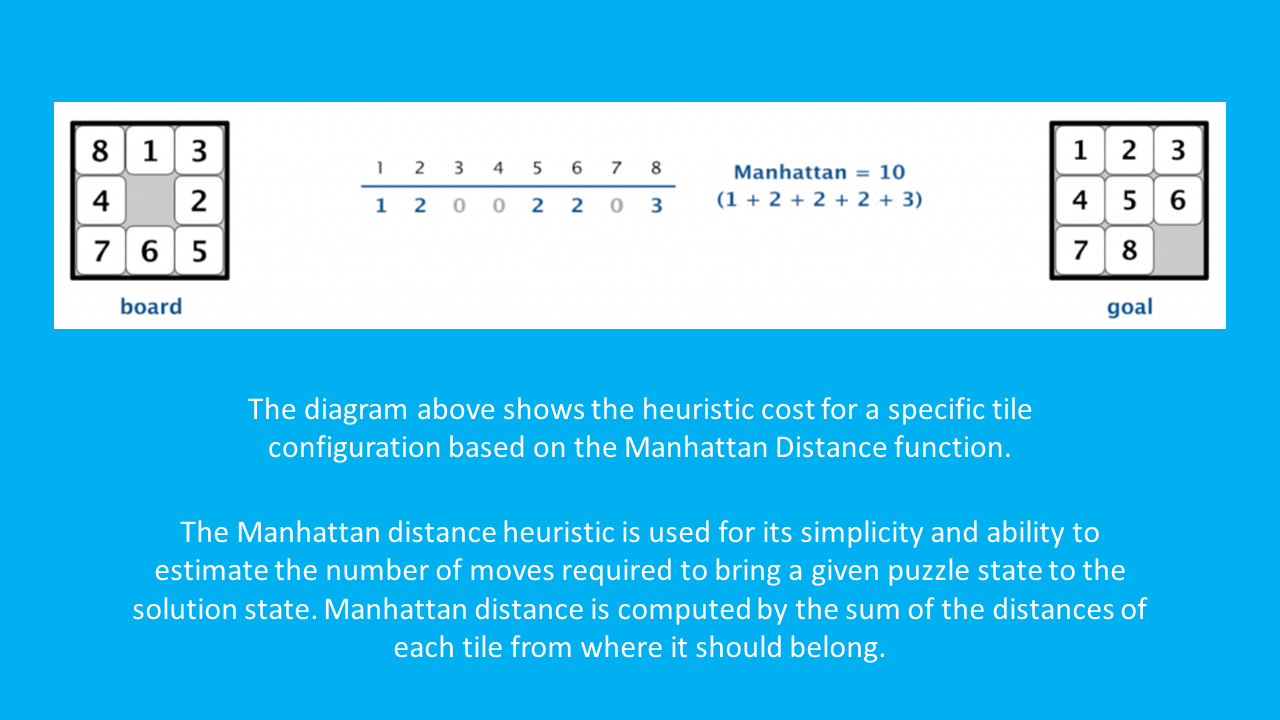 8 1 3
4 2
7 6 5
board
1 2 3 4 5 6 7 8
1 2 0 0 2 2 0 3
Manhattan = 10
(1 + 2 + 2 + 2 + 3)
1 2 3
4 5 6
7 8
goal
The diagram above shows the heuristic cost for a specific tile
configuration based on the Manhattan Distance function.
The Manhattan distance heuristic is used for its simplicity and ability to
estimate the number of moves required to bring a given puzzle state to the
solution state. Manhattan distance is computed by the sum of the distances of
each tile from where it should belong.